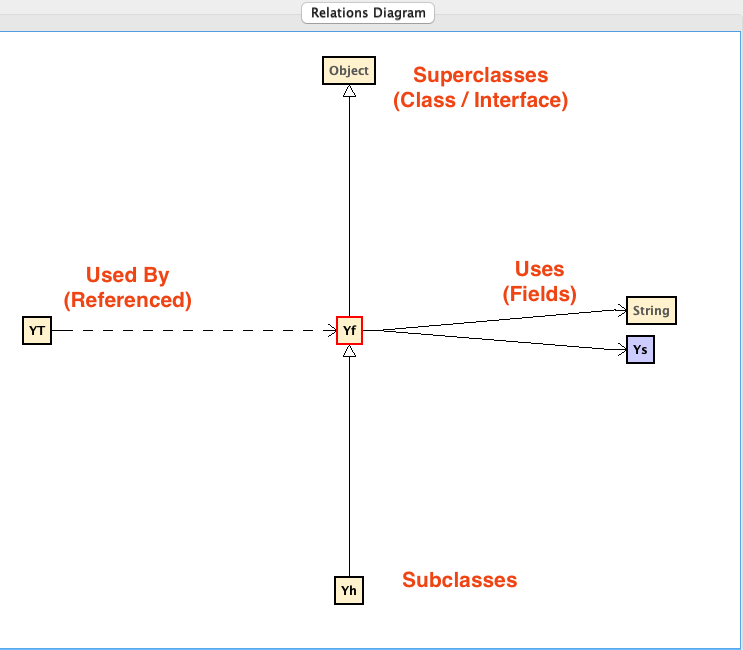 Relations Diagram
Object
Superclasses
(Class / Interface)
Used By
(Referenced)
Uses
(Fields)
YT
Yf
String
Ys
Yh
Subclasses